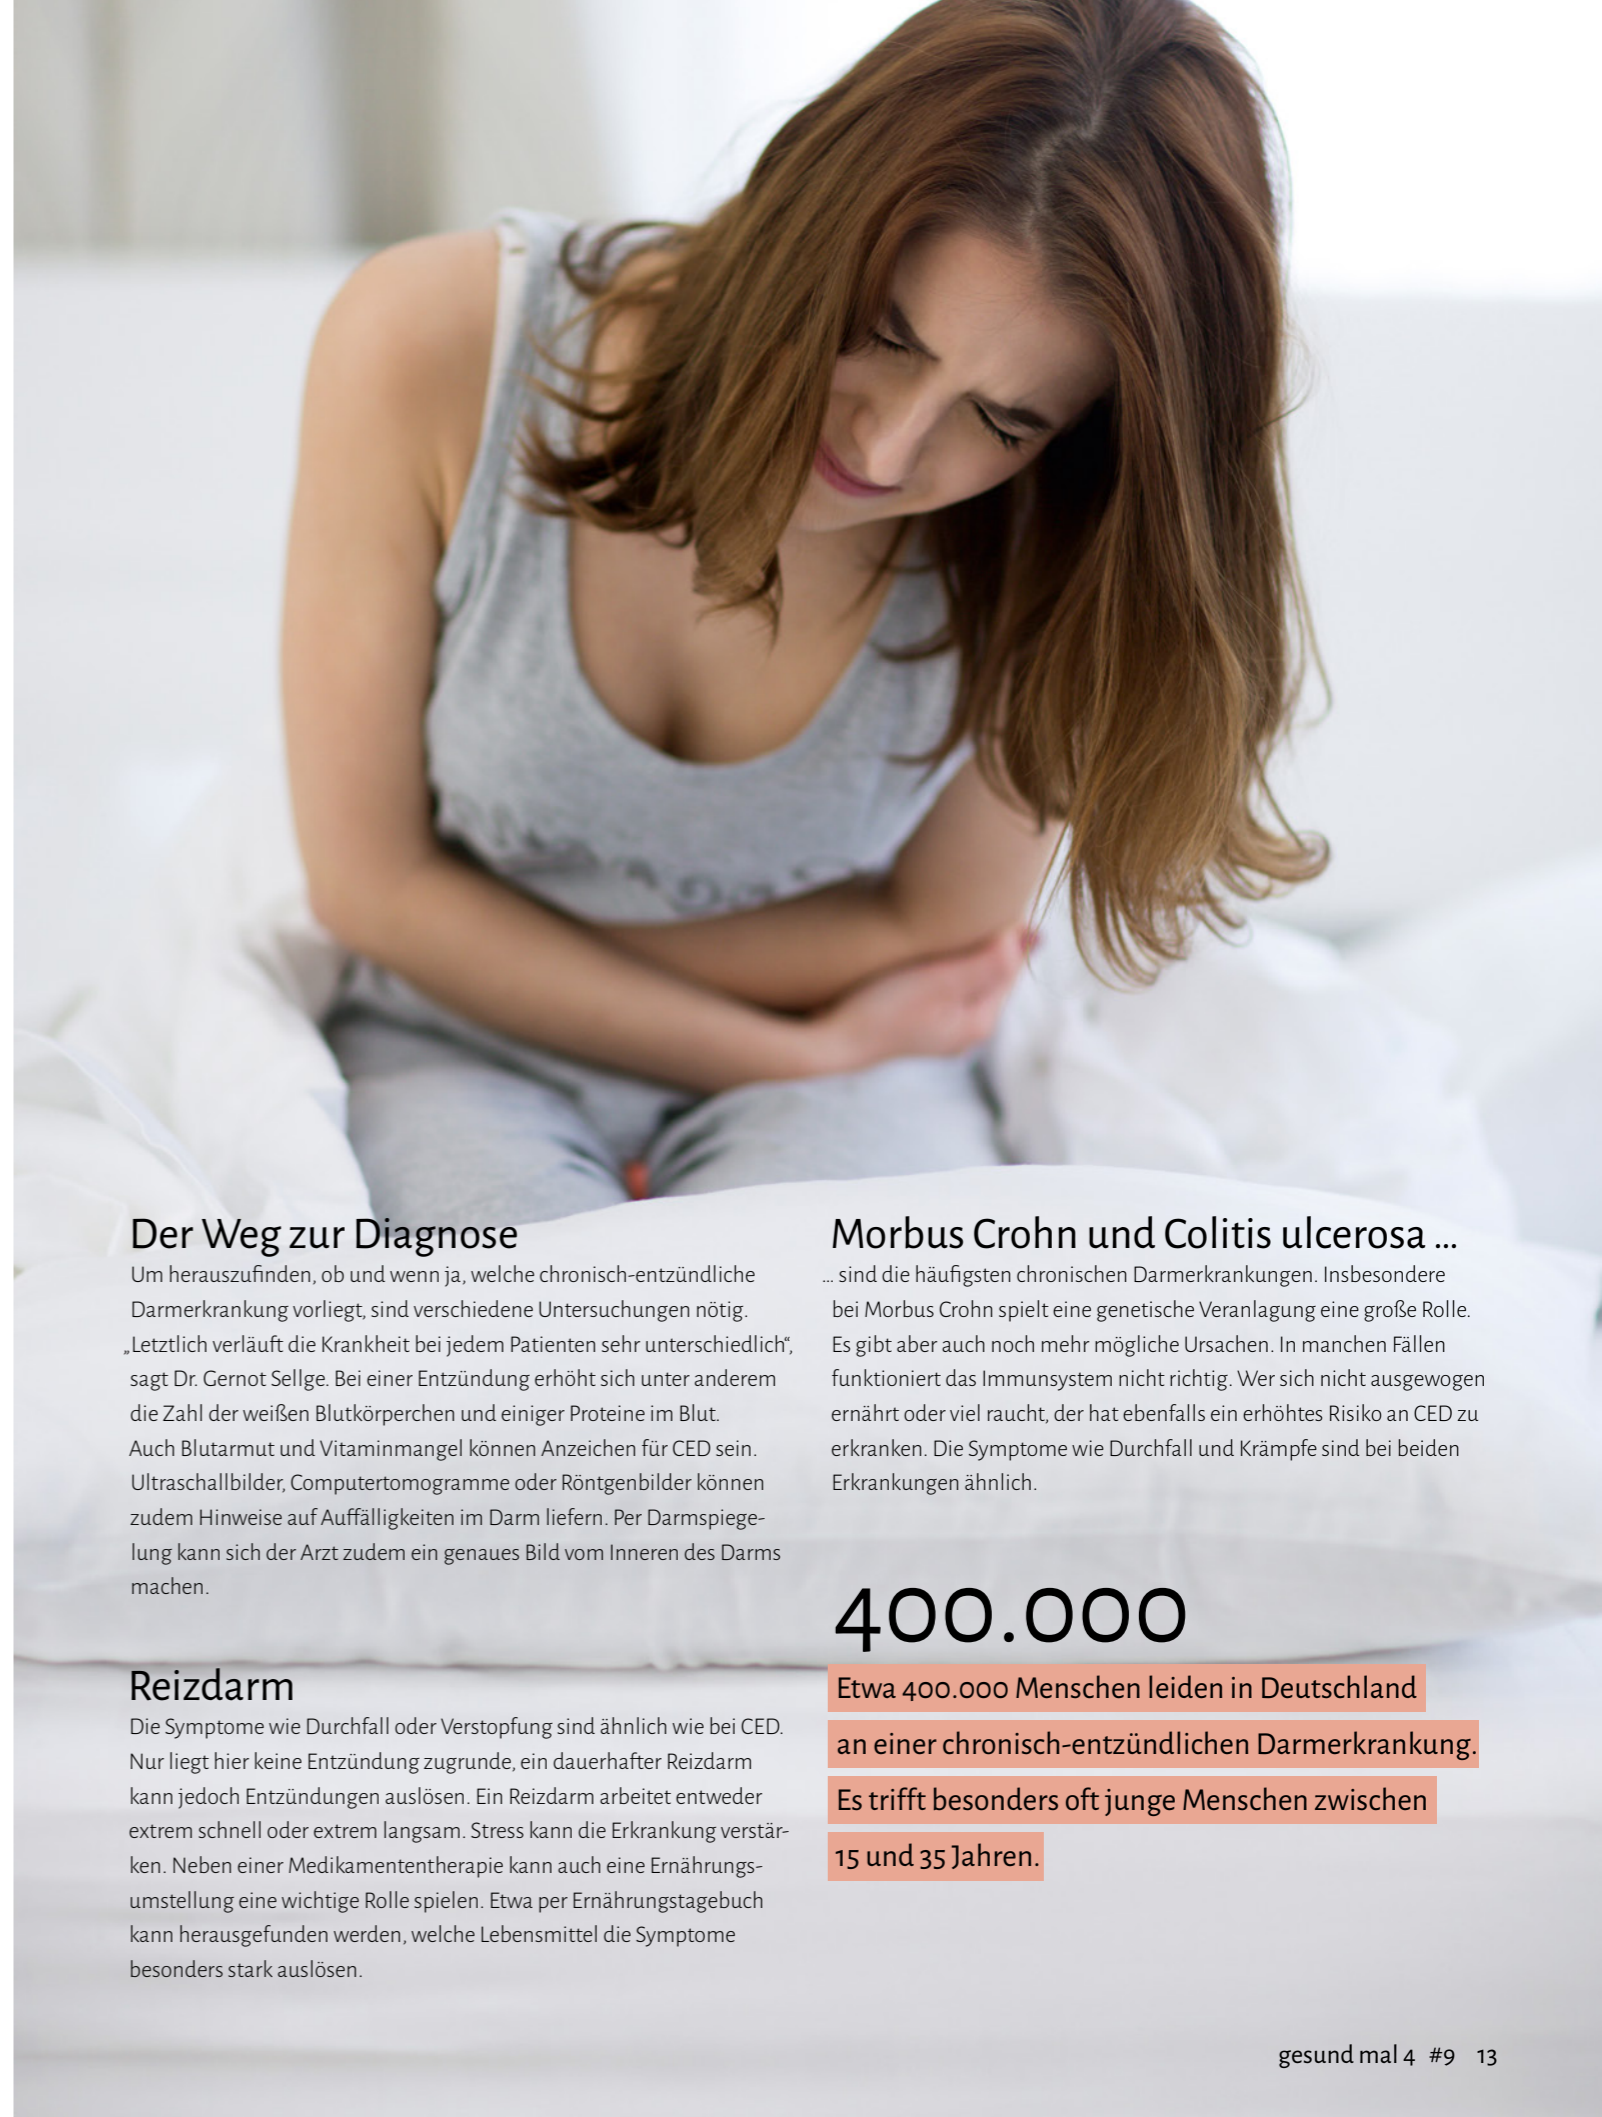 Der Weg zur Diagnose
Um herauszufinden, ob und wenn ja, welche chronisch-entzündliche
Darmerkrankung vorliegt, sind verschiedene Untersuchungen nötig.
„Letztlich verläuft die Krankheit bei jedem Patienten sehr unterschiedlich“,
sagt Dr. Gernot Sellge. Bei einer Entzündung erhöht sich unter anderem
die Zahl der weißen Blutkörperchen und einiger Proteine im Blut.
Auch Blutarmut und Vitaminmangel können Anzeichen für CED sein.
Ultraschallbilder, Computertomogramme oder Röntgenbilder können
zudem Hinweise auf Auffälligkeiten im Darm liefern. Per Darmspiege-
lung kann sich der Arzt zudem ein genaues Bild vom Inneren des Darms
machen.
Reizdarm
Die Symptome wie Durchfall oder Verstopfung sind ähnlich wie bei CED.
Nur liegt hier keine Entzündung zugrunde, ein dauerhafter Reizdarm
kann jedoch Entzündungen auslösen. Ein Reizdarm arbeitet entweder
extrem schnell oder extrem langsam. Stress kann die Erkrankung verstär-
ken. Neben einer Medikamententherapie kann auch eine Ernährungs-
umstellung eine wichtige Rolle spielen. Etwa per Ernährungstagebuch
kann herausgefunden werden, welche Lebensmittel die Symptome
besonders stark auslösen.
Morbus Crohn und Colitis ulcerosa ...
... sind die häufigsten chronischen Darmerkrankungen. Insbesondere
bei Morbus Crohn spielt eine genetische Veranlagung eine große Rolle.
Es gibt aber auch noch mehr mögliche Ursachen. In manchen Fällen
funktioniert das Immunsystem nicht richtig. Wer sich nicht ausgewogen
ernährt oder viel raucht, der hat ebenfalls ein erhöhtes Risiko an CED zu
erkranken. Die Symptome wie Durchfall und Krämpfe sind bei beiden
Erkrankungen ähnlich.
400.000
Etwa 400.000 Menschen leiden in Deutschland
an einer chronisch-entzündlichen Darmerkrankung.
Es trifft besonders oft junge Menschen zwischen
15 und 35 Jahren.
gesund mal 4 #9 13